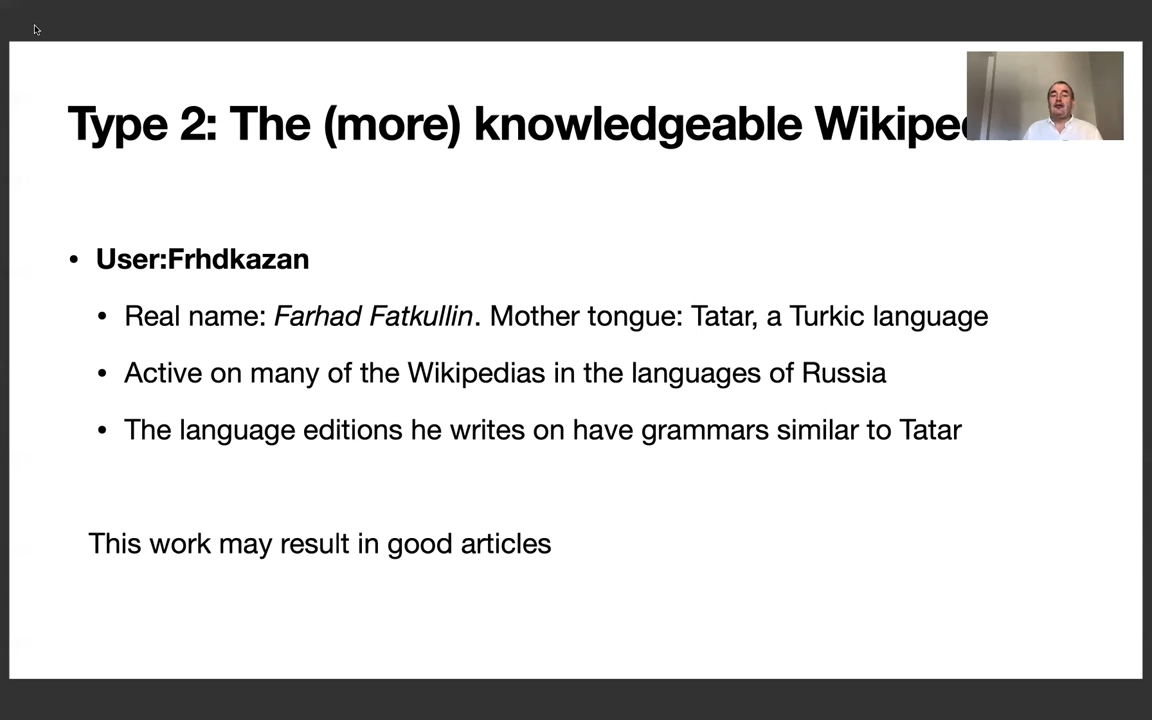 Type 2: The (more) knowledgeable
• User:Frhdkazan
• Real name: Farhad Fatkullin. Mother tongue: Tatar, a Turkic language
• Active on many of the Wikipedias in the languages of Russia
• The language editions he writes on have grammars similar to Tatar
This work may result in good articles